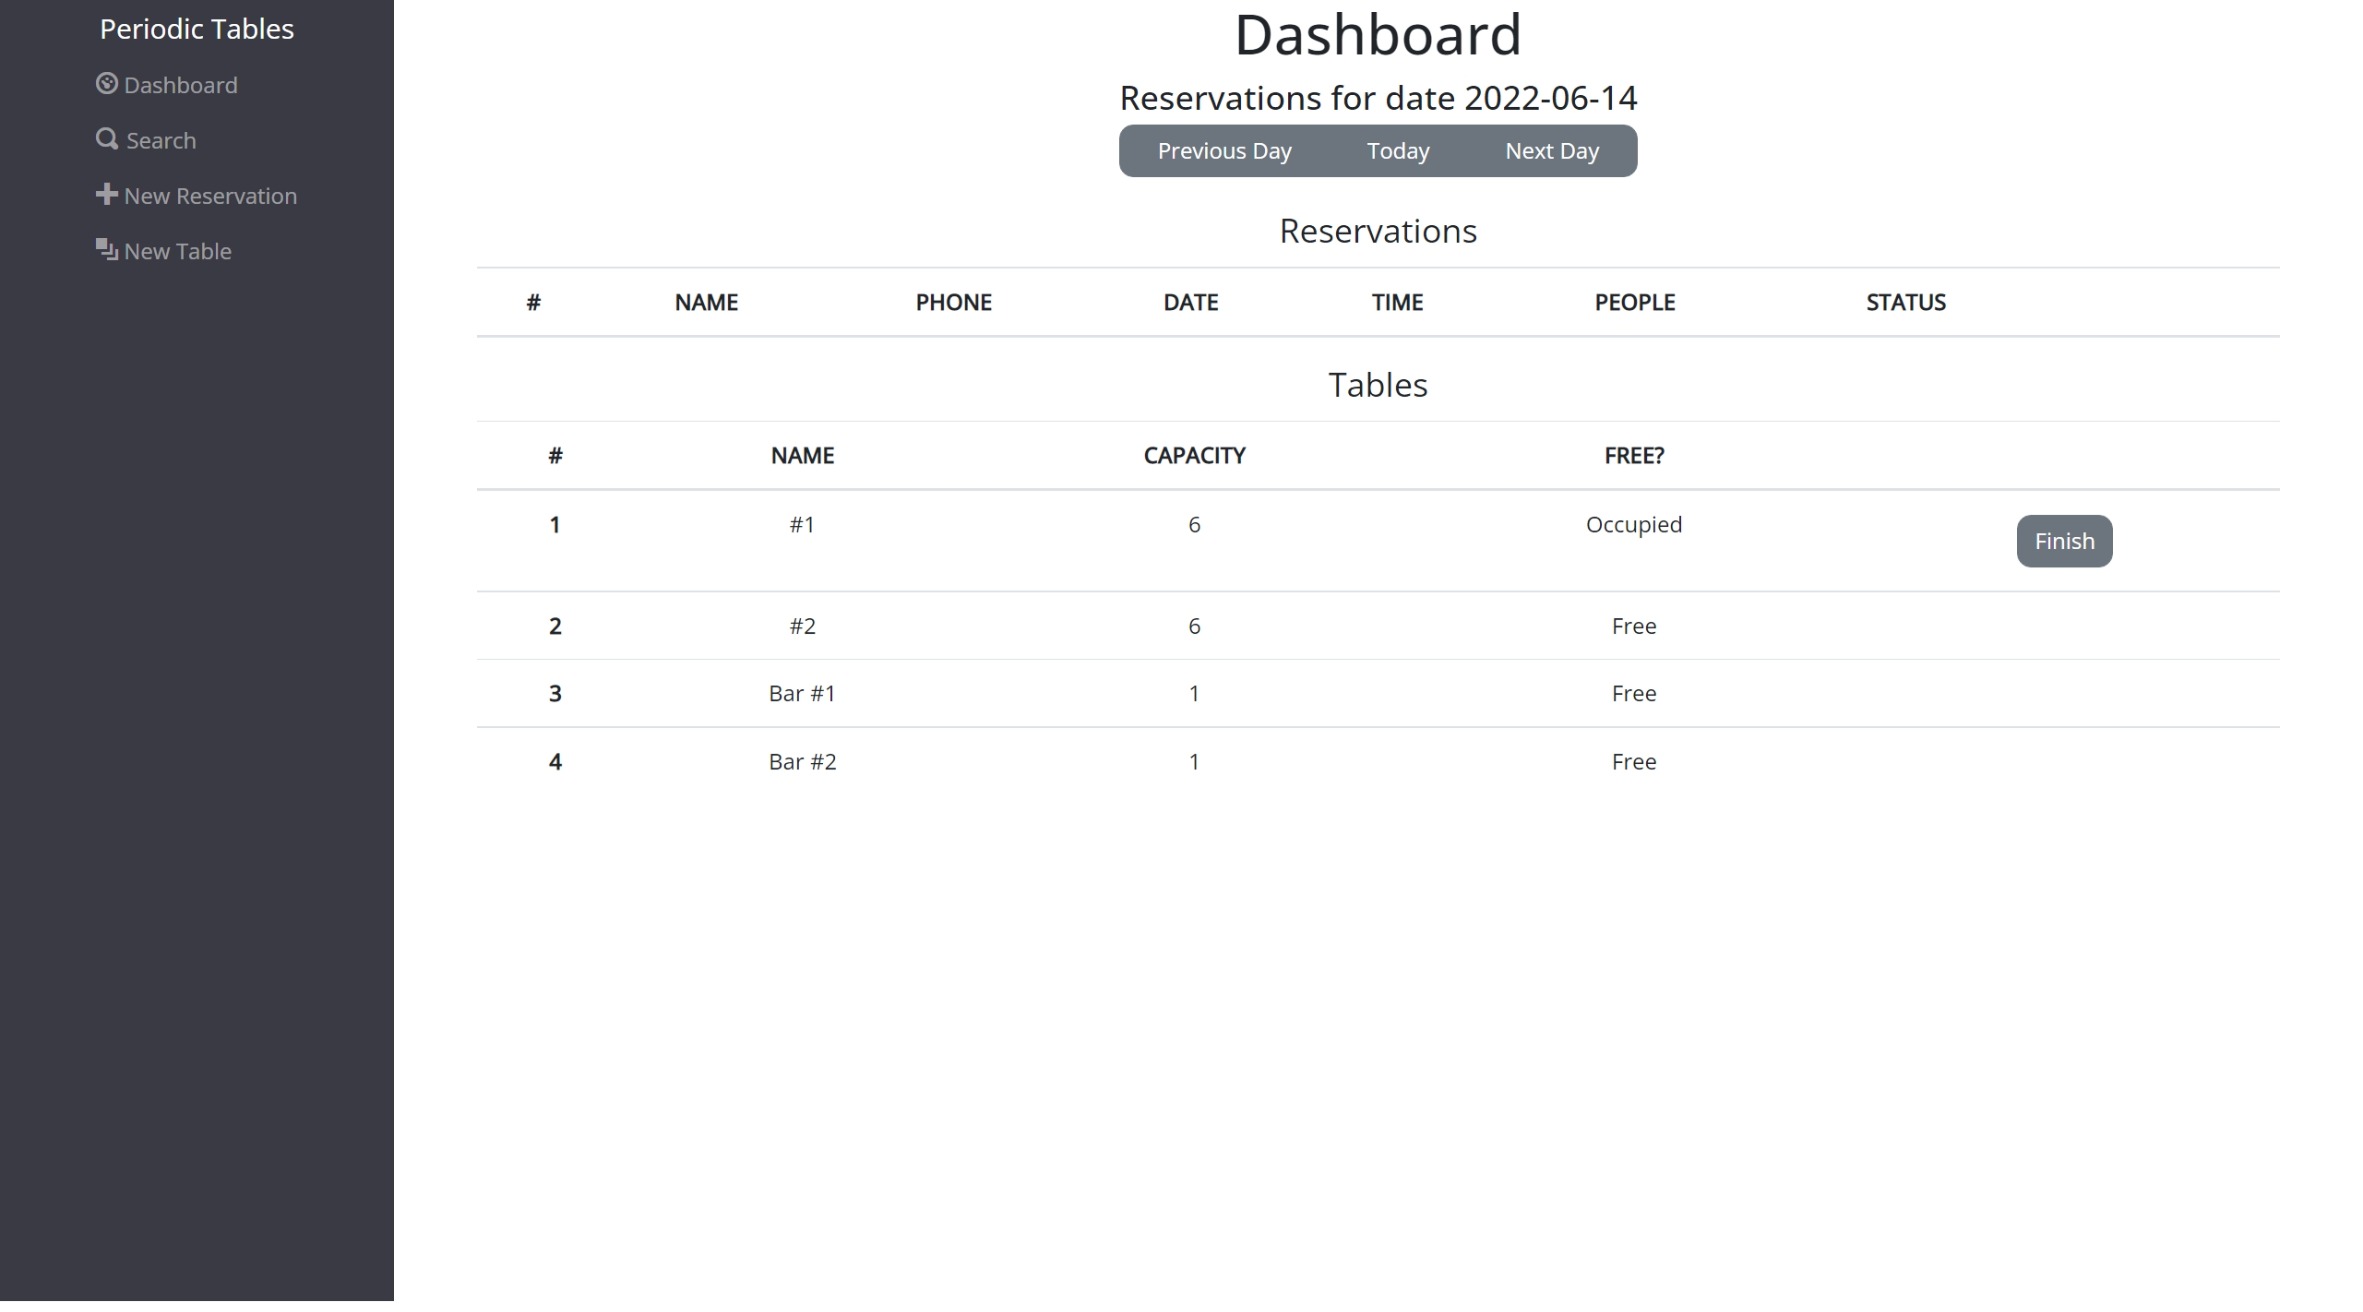 Periodic Tables
Dashboard
Search
New Reservation
New Table
Dashboard
Reservations for date 2022-06-14
Previous Day Today Next Day
Reservations
# NAME PHONE DATE TIME PEOPLE STATUS
Tables
# NAME CAPACITY FREE?
1 #1 6 Occupied Finish
2 #2 6 Free
3 Bar #1 1 Free
4 Bar #2 1 Free